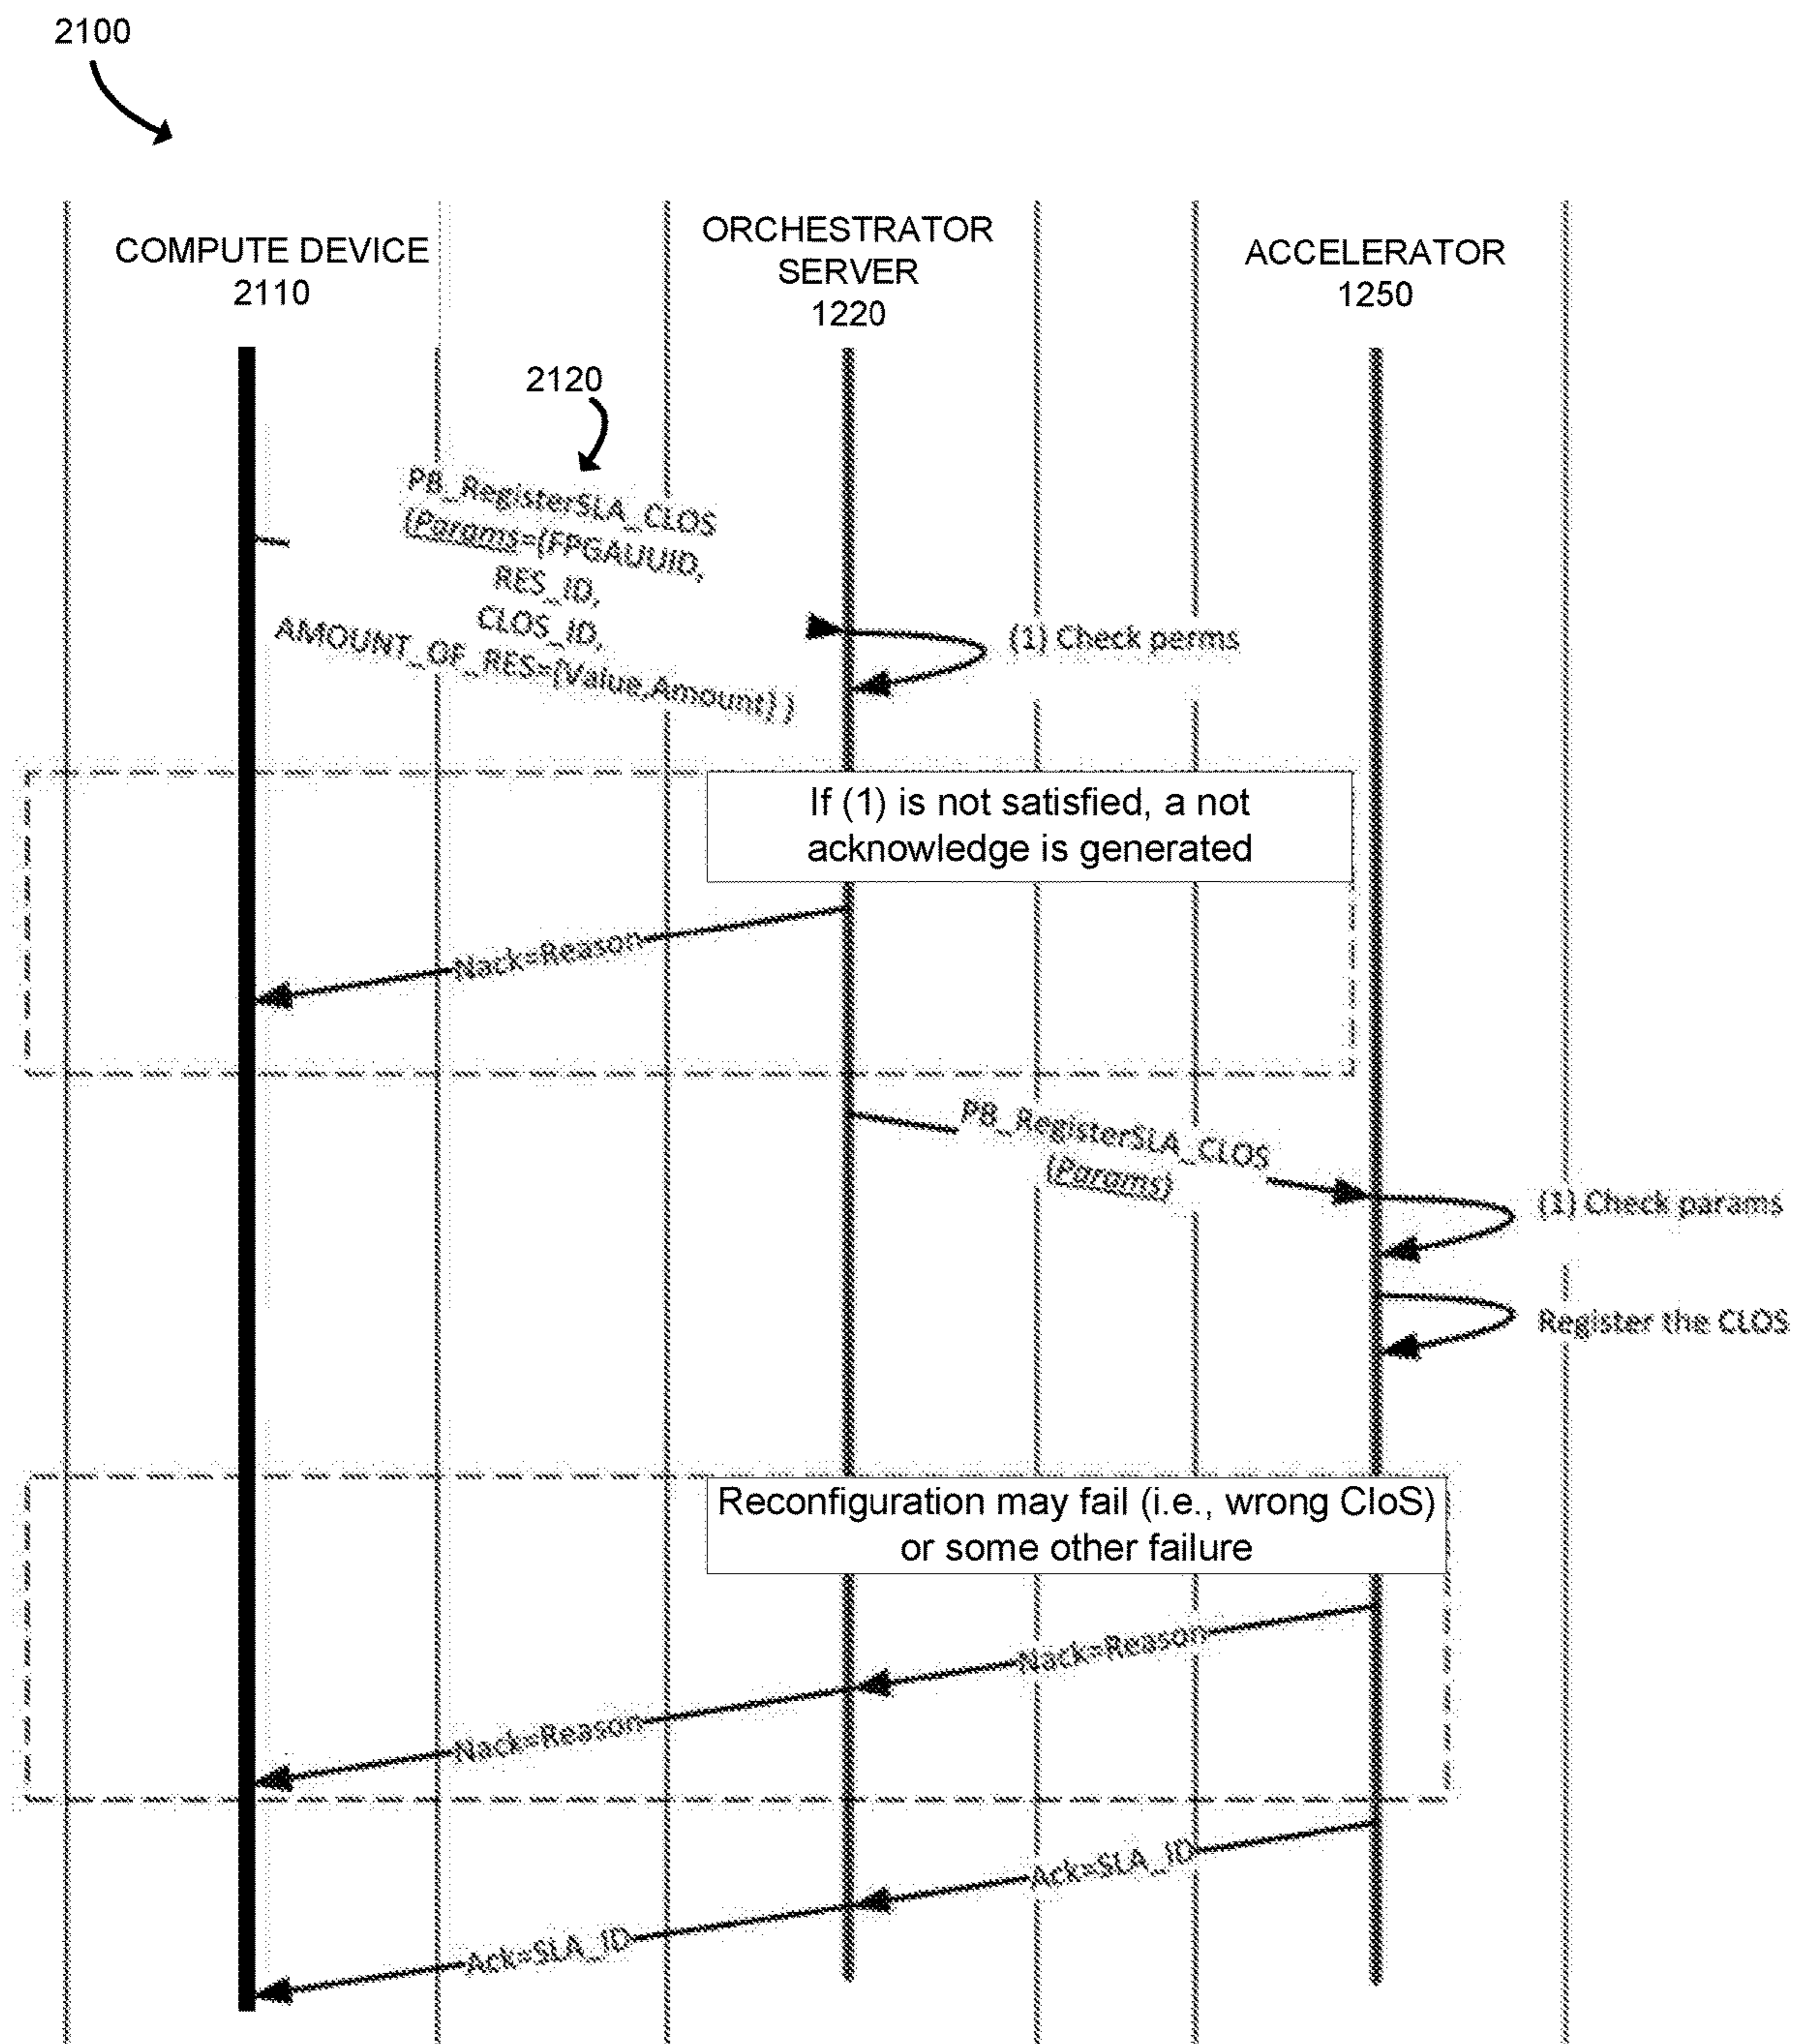 2100
COMPUTE DEVICE
2110
ORCHESTRATOR
SERVER
1220
ACCELERATOR
1250
2120
PB_RegisterSLA_CLOS
(Params={FPGAUUID,
RES_ID,
CLOS_ID,
AMOUNT_OF_RES={Value,Amount} )
(1) Check perms
If (1) is not satisfied, a not
acknowledge is generated
Nack=Reason
PB_RegisterSLA_CLOS
(Params)
(1) Check params
Register the CLOS
Reconfiguration may fail (i.e., wrong CloS)
or some other failure
Nack=Reason
Nack=Reason
Ack=SLA_ID
Ack=SLA_ID